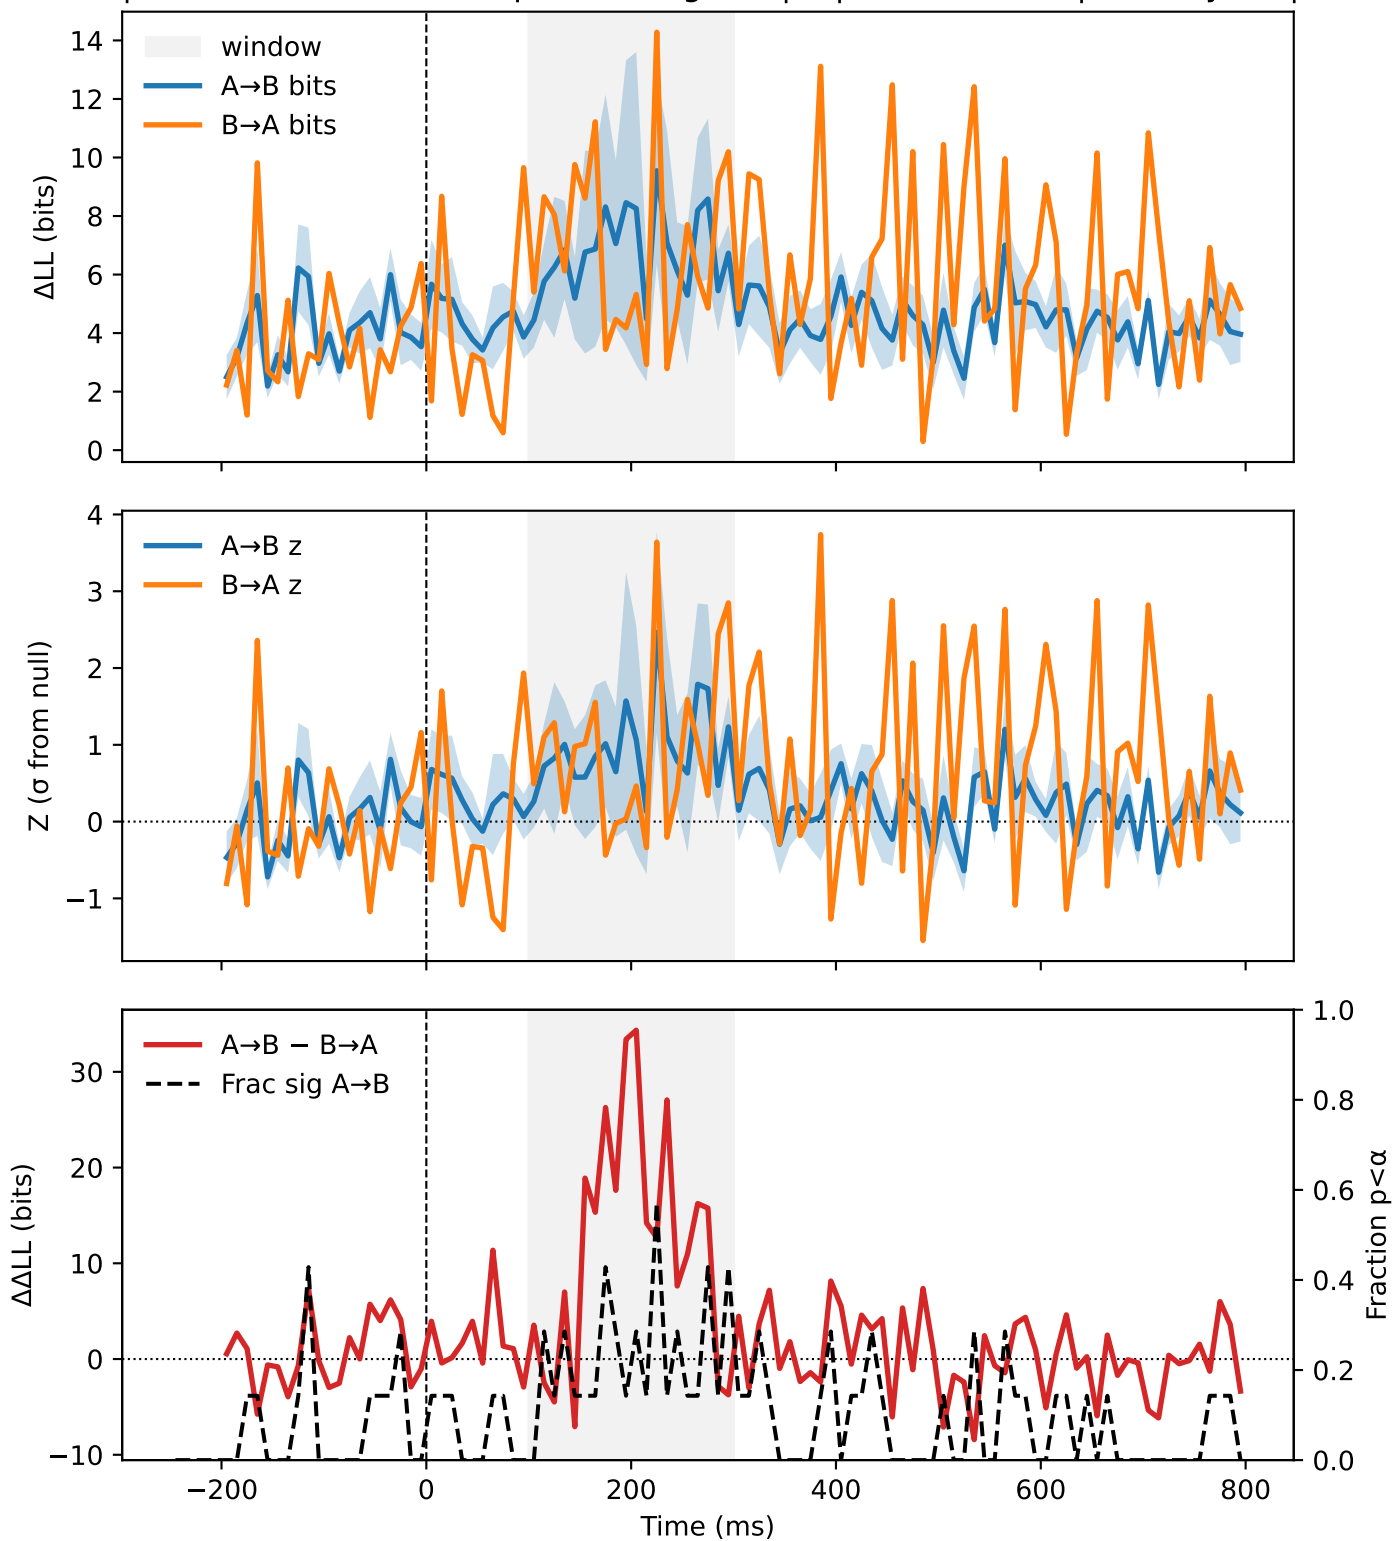 14
12
10
8
6
4
2
0
ΔLL (bits)
window
A→B bits
B→A bits
4
3
2
1
0
−1
Z (σ from null)
A→B z
B→A z
30
20
10
0
−10
ΔΔLL (bits)
A→B − B→A
Frac sig A→B
1.0
0.8
0.6
0.4
0.2
0.0
Fraction p<α
−200 0 200 400 600 800
Time (ms)